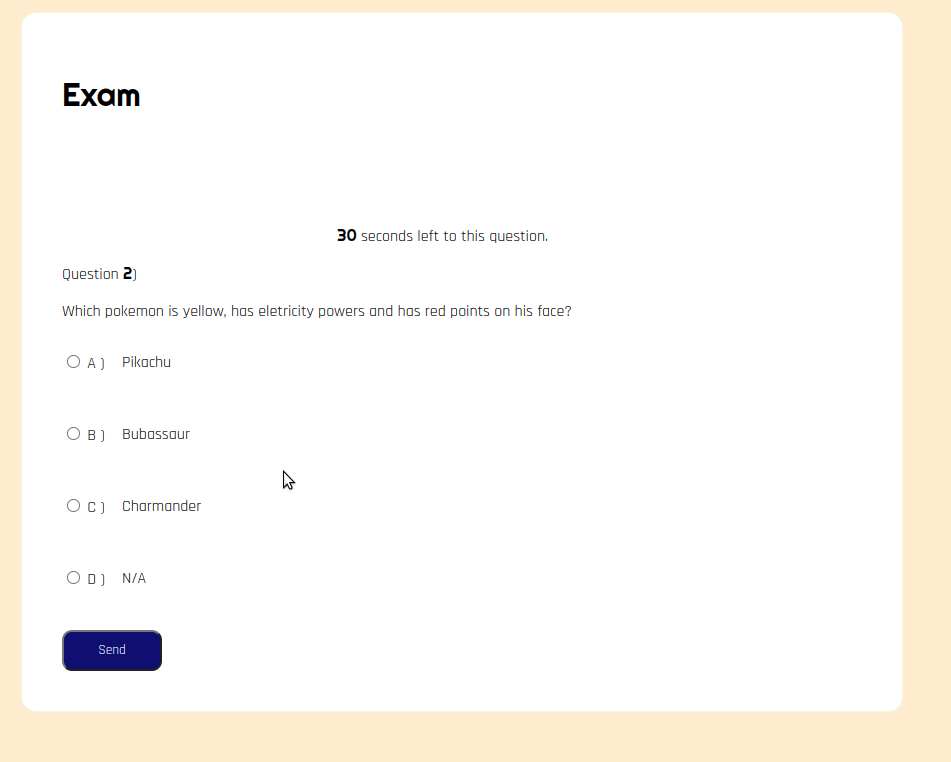 Exam
30 seconds left to this question.
Question 2)
Which pokemon is yellow, has eletricity powers and has red points on his face?
A ) Pikachu
B ) Bubassaur
C ) Charmander
D ) N/A
Send